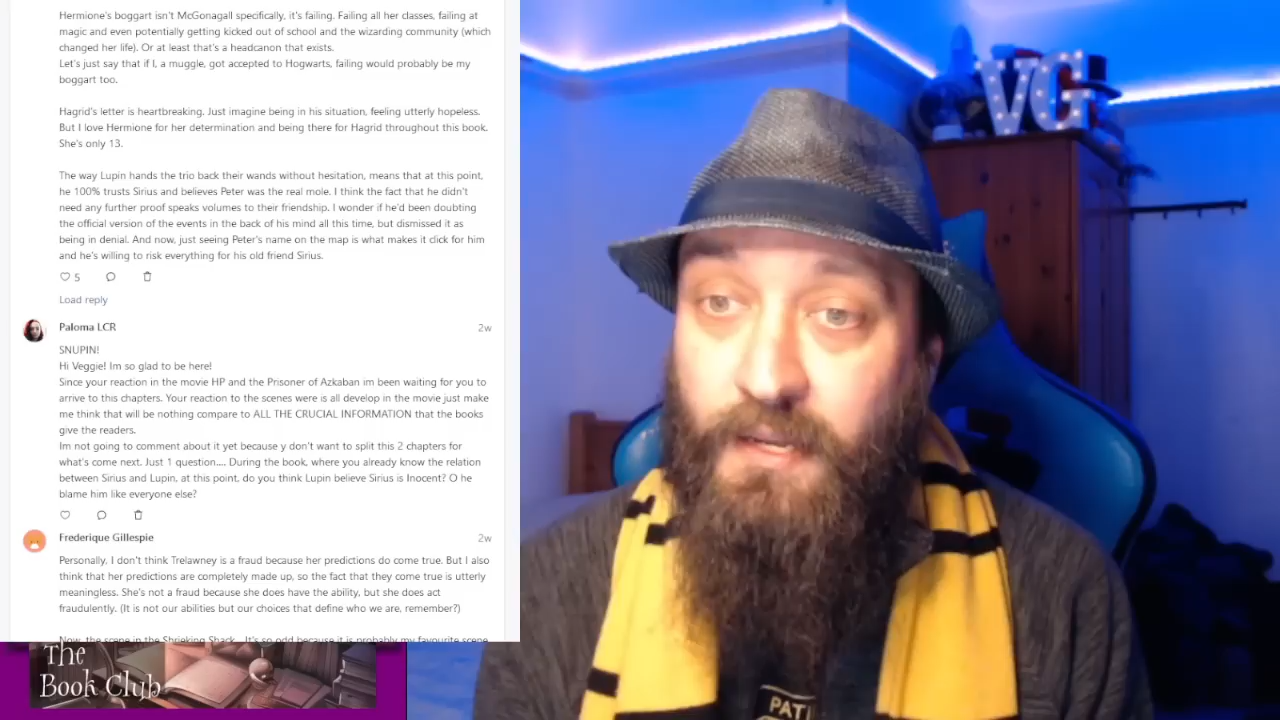 Hermione's boggart isn't McGonagall specifically, it's failing. Failing all her classes, failing at
magic and even potentially getting kicked out of school and the wizarding community (which
changed her life). Or at least that's a headcanon that exists.
Let's just say that if I, a muggle, got accepted to Hogwarts, failing would probably be my
boggart too.
Hagrid's letter is heartbreaking. Just imagine being in his situation, feeling utterly hopeless.
But I love Hermione for her determination and being there for Hagrid throughout this book.
She's only 13.
The way Lupin hands the trio back their wands without hesitation, means that at this point,
he 100% trusts Sirius and believes Peter was the real mole. I think the fact that he didn't
need any further proof speaks volumes to their friendship. I wonder if he'd been doubting
the official version of the events in the back of his mind all this time, but dismissed it as
being in denial. And now, just seeing Peter's name on the map is what makes it click for him
and he's willing to risk everything for his old friend Sirius.
5
Load reply
Paloma LCR 2w
SNUPIN!
Hi Veggie! Im so glad to be here!
Since your reaction in the movie HP and the Prisoner of Azkaban im been waiting for you to
arrive to this chapters. Your reaction to the scenes were is all develop in the movie just make
me think that will be nothing compare to ALL THE CRUCIAL INFORMATION that the books
give the readers.
Im not going to comment about it yet because y don't want to split this 2 chapters for
what's come next. Just 1 question.... During the book, where you already know the relation
between Sirius and Lupin, at this point, do you think Lupin believe Sirius is Inocent? O he
blame him like everyone else?
Frederique Gillespie 2w
Personally, I don't think Trelawney is a fraud because her predictions do come true. But I also
think that her predictions are completely made up, so the fact that they come true is utterly
meaningless. She's not a fraud because she does have the ability, but she does act
fraudulently. (It is not our abilities but our choices that define who we are, remember?)
Now, the scene in the Shrieking Shack... It's so odd because it is probably my favourite scene
The
Book Club
VG
PATI